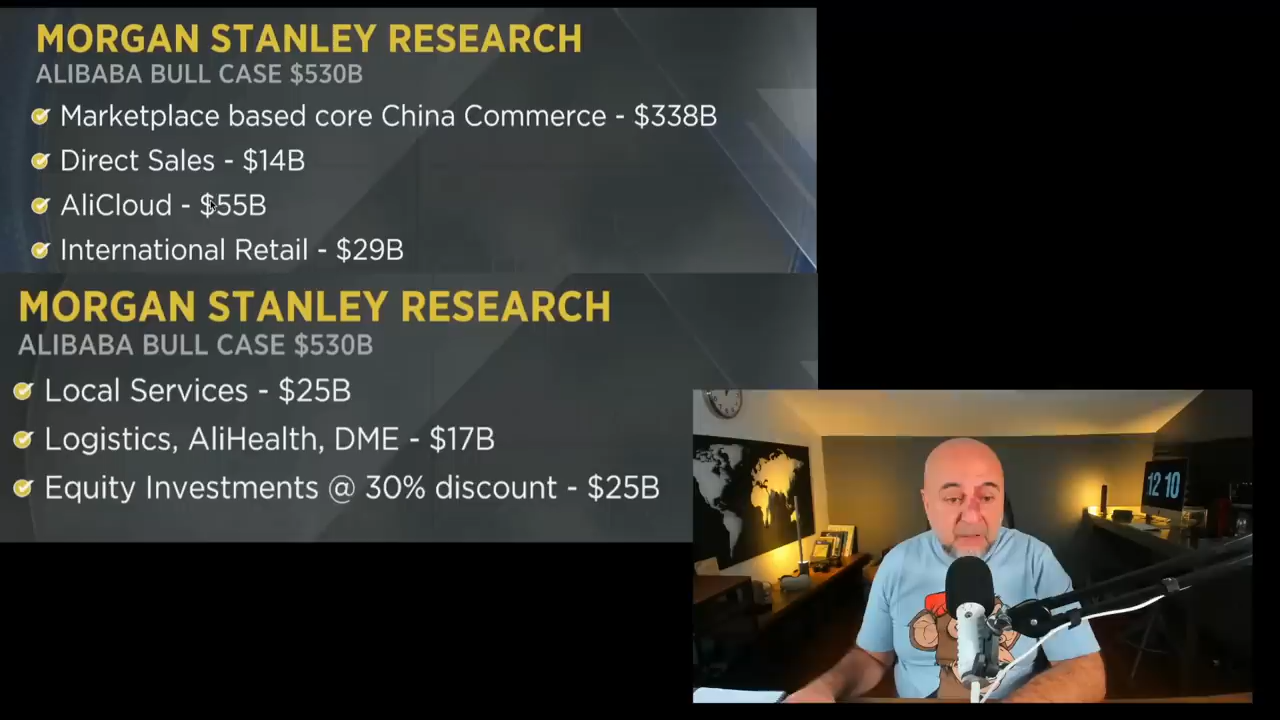 MORGAN STANLEY RESEARCH
ALIBABA BULL CASE $530B
Marketplace based core China Commerce - $338B
Direct Sales - $14B
AliCloud - $55B
International Retail - $29B
MORGAN STANLEY RESEARCH
ALIBABA BULL CASE $530B
Local Services - $25B
Logistics, AliHealth, DME - $17B
Equity Investments @ 30% discount - $25B
12 10